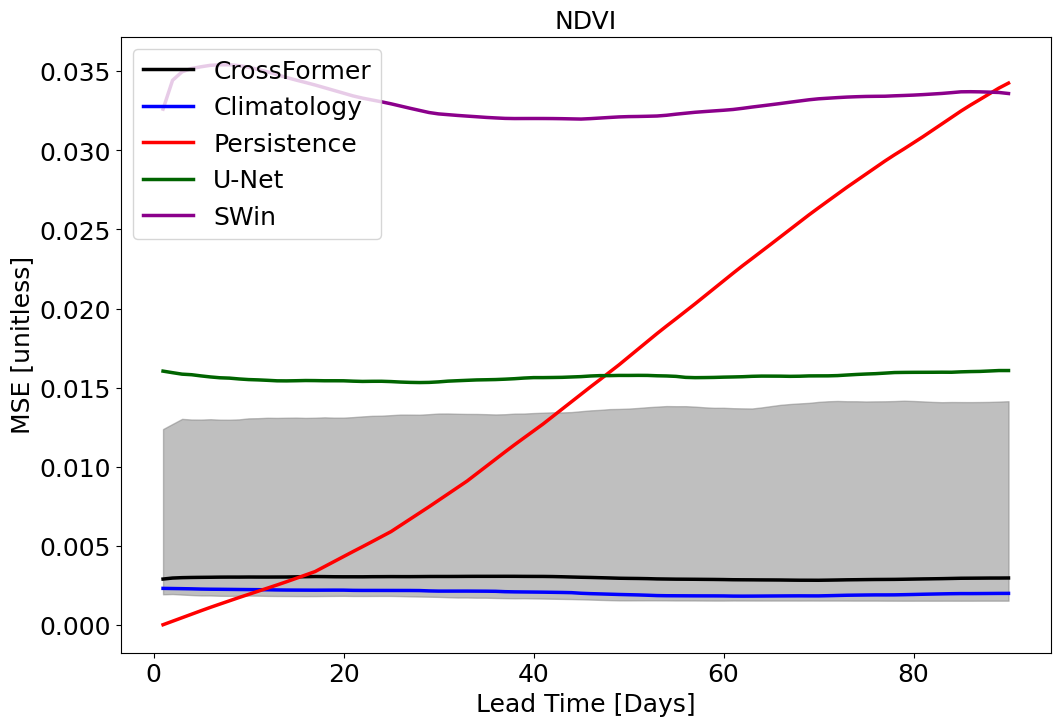 NDVI
CrossFormer
Climatology
Persistence
U-Net
SWin
MSE [unitless]
0.035
0.030
0.025
0.020
0.015
0.010
0.005
0.000
0 20 40 60 80
Lead Time [Days]